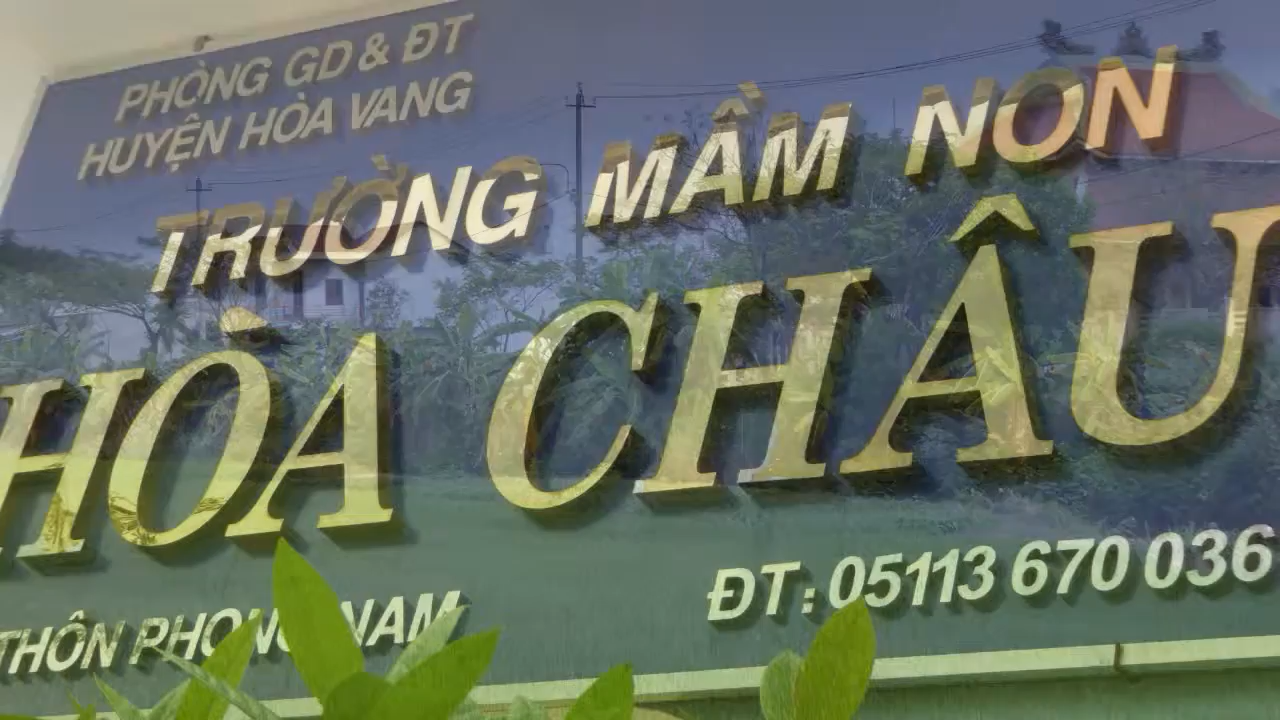 PHÒNG GD & ĐT
HUYỆN HÒA VANG
TRƯỜNG MẦM NON
HÒA CHÂU
THÔN PHONG NAM
ĐT: 05113 670 036